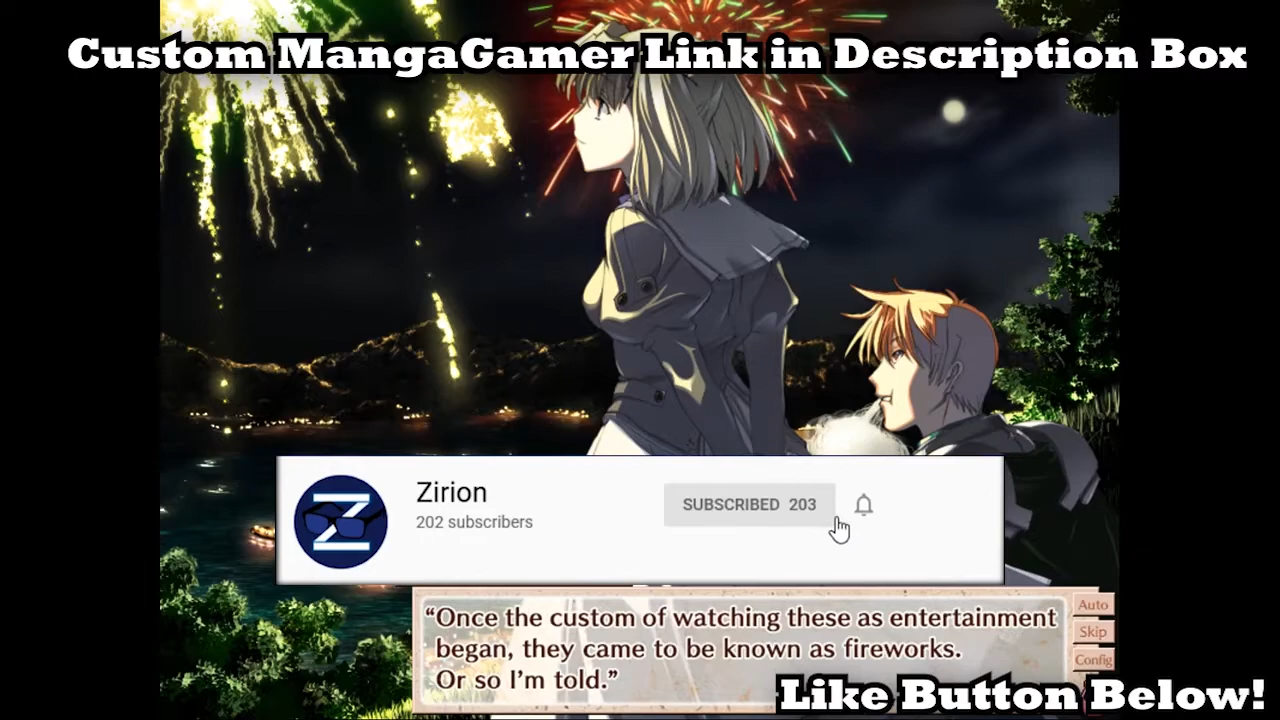 Custom MangaGamer Link in Description Box
Zirion
202 subscribers
SUBSCRIBED 203
“Once the custom of watching these as entertainment
began, they came to be known as fireworks.
Or so I’m told.”
Auto
Skip
Config
Like Button Below!